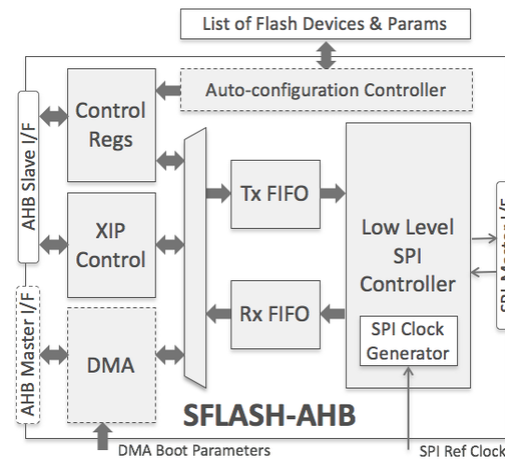 List of Flash Devices & Params
Auto-configuration Controller
Control
Regs
AHB Slave I/F
XIP
Control
Tx FIFO
Low Level
SPI
Controller
Rx FIFO
SPI Clock
Generator
AHB Master I/F
DMA
SFLASH-AHB
DMA Boot Parameters
SPI Ref Clock